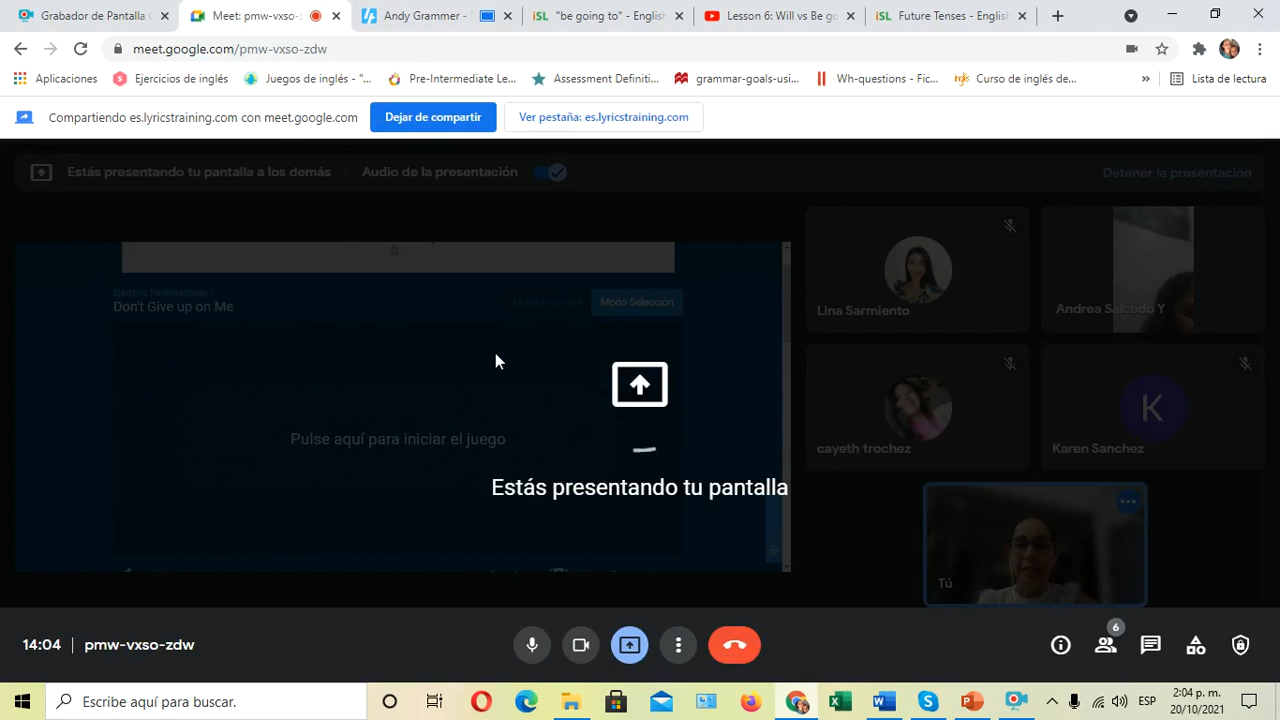 Grabador de Pantalla O
Meet: pmw-vxso-z
Andy Grammer - "
iSL "be going to" - English
Lesson 6: Will vs Be go
iSL Future Tenses - English
meet.google.com/pmw-vxso-zdw
Aplicaciones
Ejercicios de inglés
Juegos de inglés - "...
Pre-Intermediate Le...
Assessment Definiti...
grammar-goals-usi...
Wh-questions - Fic...
Curso de inglés de...
»
Lista de lectura
Compartiendo es.lyricstraining.com con meet.google.com
Dejar de compartir
Ver pestaña: es.lyricstraining.com
Estás presentando tu pantalla a los demás
Audio de la presentación
Detener la presentación
Ejercicio Personalizado /
Don't Give up on Me
Modo Escritura
Modo Selección
Pulse aquí para iniciar el juego
Estás presentando tu pantalla
Lina Sarmiento
Andrea Salcedo Y
cayeth trochez
K
Karen Sanchez
Tú
14:04 | pmw-vxso-zdw
6
Escribe aquí para buscar.
ESP
2:04 p. m.
20/10/2021